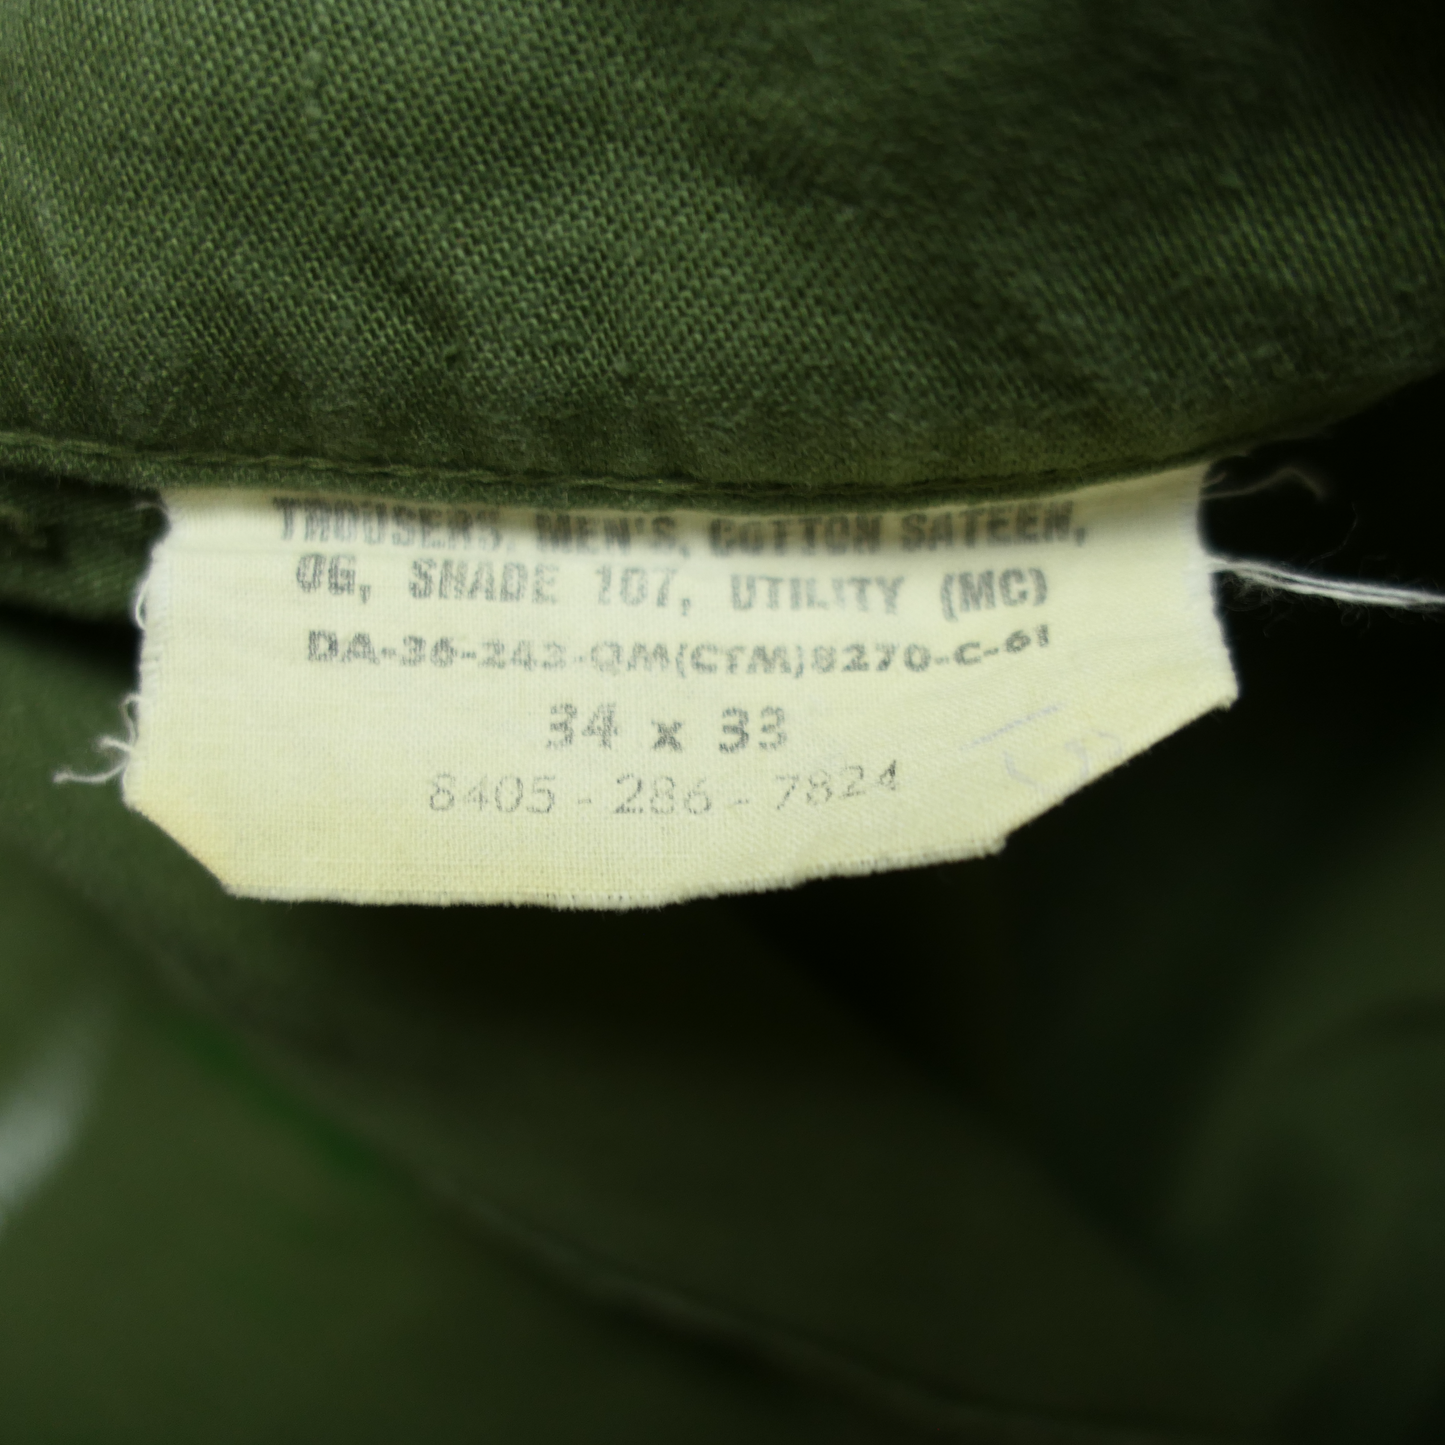 TROUSERS, MEN'S, COTTON SATEEN,
OG, SHADE 107, UTILITY (MC)
DA-36-243-QM(CTM)8270-C-61
34 x 33
8405 - 286 - 7824